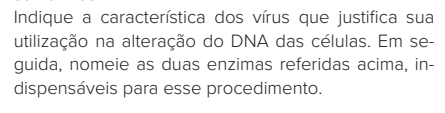 Indique a característica dos vírus que justifica sua
utilização na alteração do DNA das células. Em se-
guida, nomeie as duas enzimas referidas acima, in-
dispensáveis para esse procedimento.